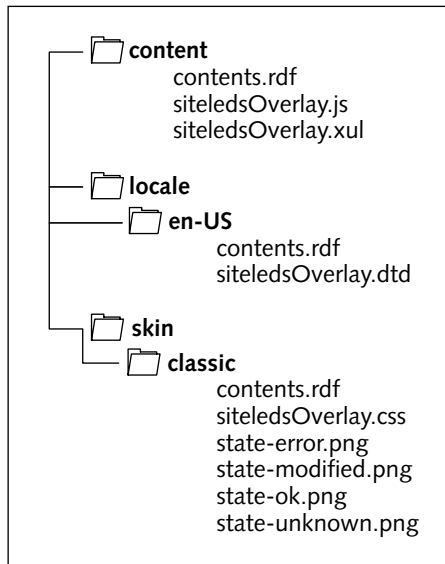 content
contents.rdf
siteledsOverlay.js
siteledsOverlay.xul
locale
en-US
contents.rdf
siteledsOverlay.dtd
skin
classic
contents.rdf
siteledsOverlay.css
state-error.png
state-modified.png
state-ok.png
state-unknown.png